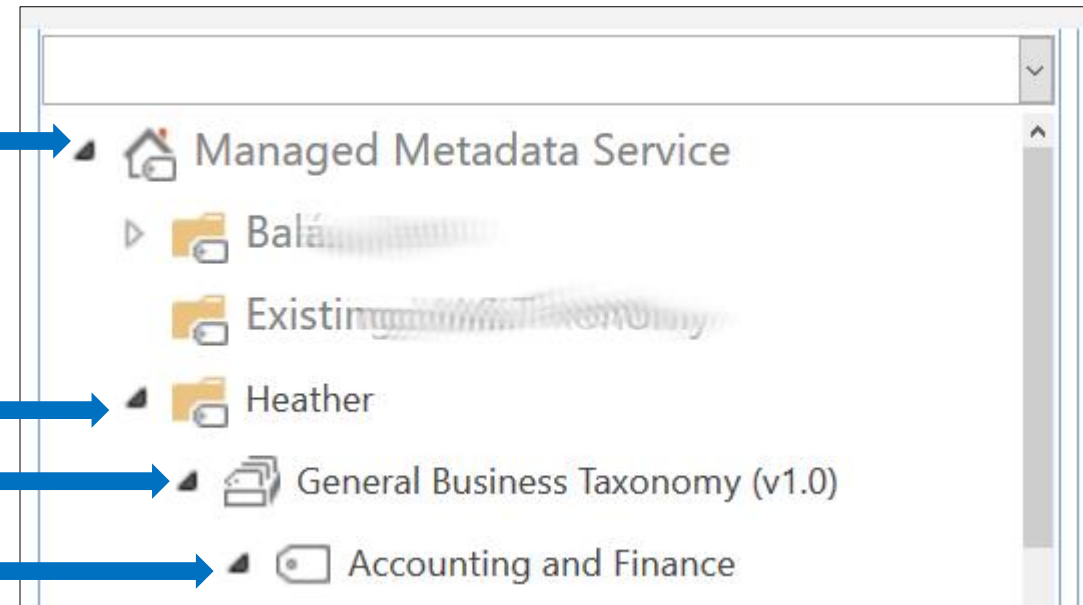 Managed Metadata Service
Existing
Heather
General Business Taxonomy (v1.0)
Accounting and Finance